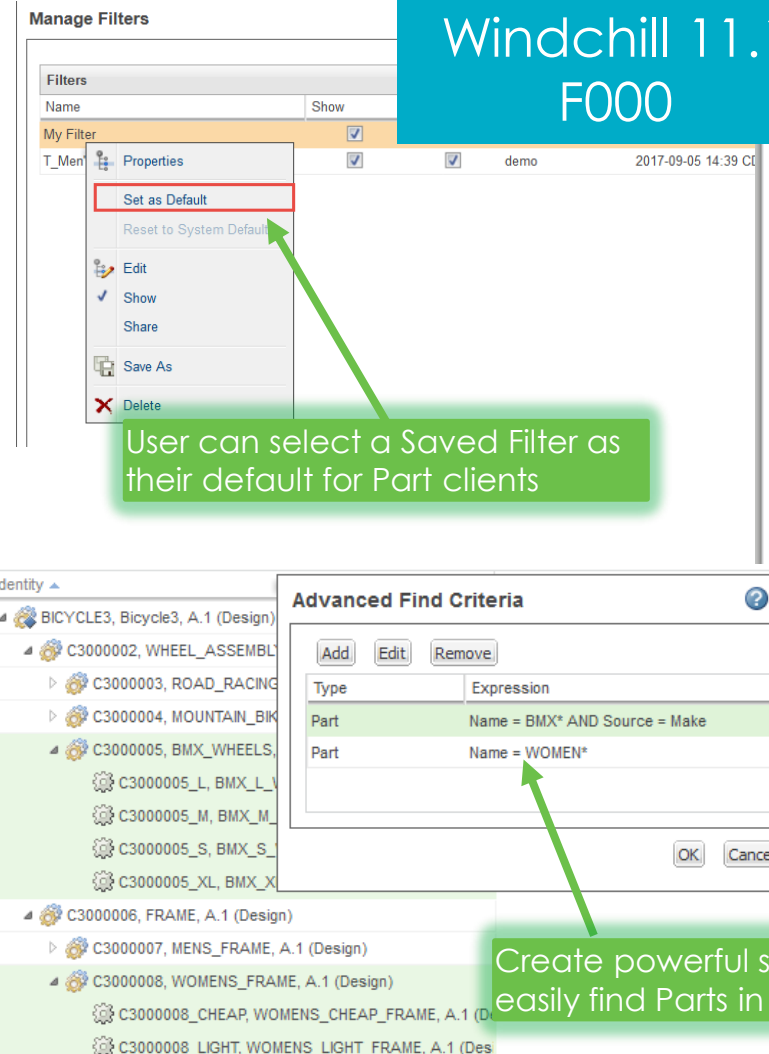 Manage Filters
Windchill 11.
F000
Filters
Name Show
My Filter
T_Men' demo 2017-09-05 14:39
Properties
Set as Default
Reset to System Default
Edit
Show
Share
Save As
Delete
User can select a Saved Filter as
their default for Part clients
dentity
BICYCLE3, Bicycle3, A.1 (Design)
C3000002, WHEEL_ASSEMBL
C3000003, ROAD_RACING
C3000004, MOUNTAIN_BIK
C3000005, BMX_WHEELS,
C3000005_L, BMX_L_
C3000005_M, BMX_M_
C3000005_S, BMX_S_
C3000005_XL, BMX_X
C3000006, FRAME, A.1 (Design)
C3000007, MENS_FRAME, A.1 (Design)
C3000008, WOMENS_FRAME, A.1 (Design)
C3000008_CHEAP, WOMENS_CHEAP_FRAME, A.1 (D
C3000008_LIGHT, WOMENS_LIGHT_FRAME, A.1 (Des
Advanced Find Criteria
Add Edit Remove
Type Expression
Part Name = BMX* AND Source = Make
Part Name = WOMEN*
OK Cance
Create powerful s
easily find Parts in